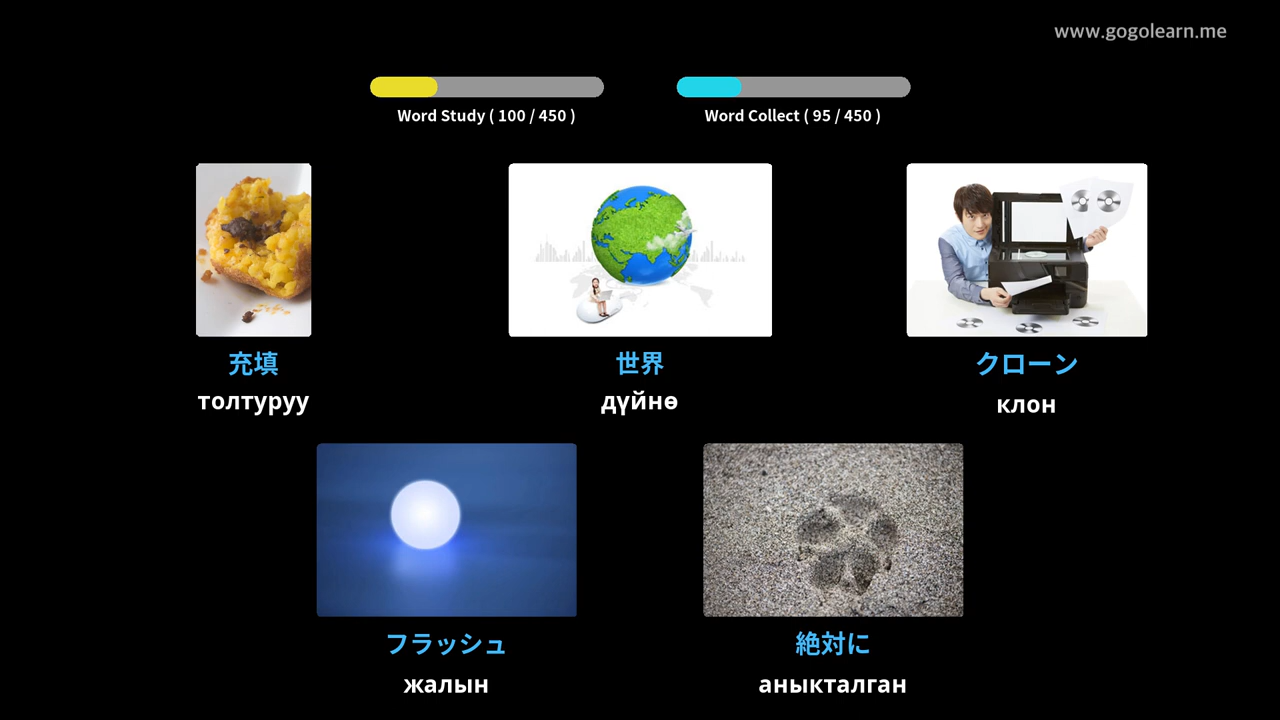 www.gogolearn.me
Word Study ( 100 / 450 )
Word Collect ( 95 / 450 )
充填
толтуруу
世界
дүйнө
クローン
клон
フラッシュ
жалын
絶対に
аныкталган